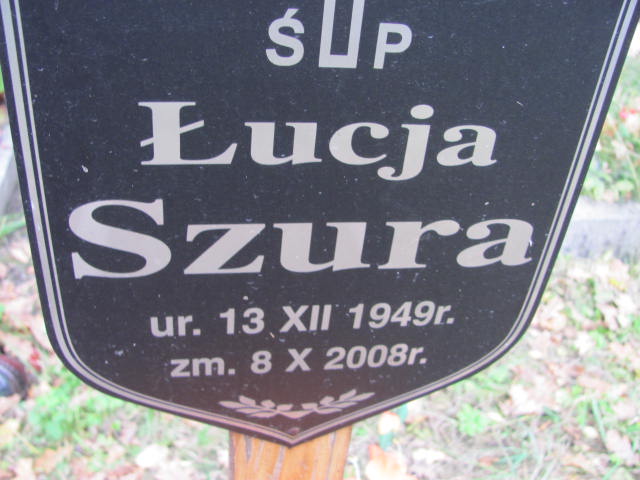 Ś P
Łucja
Szura
ur. 13 XII 1949r.
zm. 8 X 2008r.